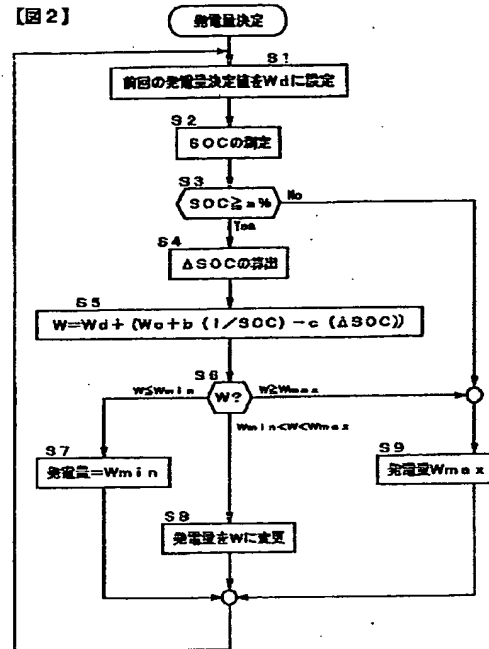 【図2】
発電量決定
S1
前回の発電量決定値をWdに設定
S2
SOCの測定
S3
SOC≧a%
No
Yes
S4
ΔSOCの算出
S5
W=Wd+(Wo+b(1/SOC)-c(ΔSOC))
S6
W≦Wmin
W?
W≧Wmax
Wmin<W<Wmax
S7
発電量=Wmin
S9
発電量Wmax
S8
発電量をWに変更